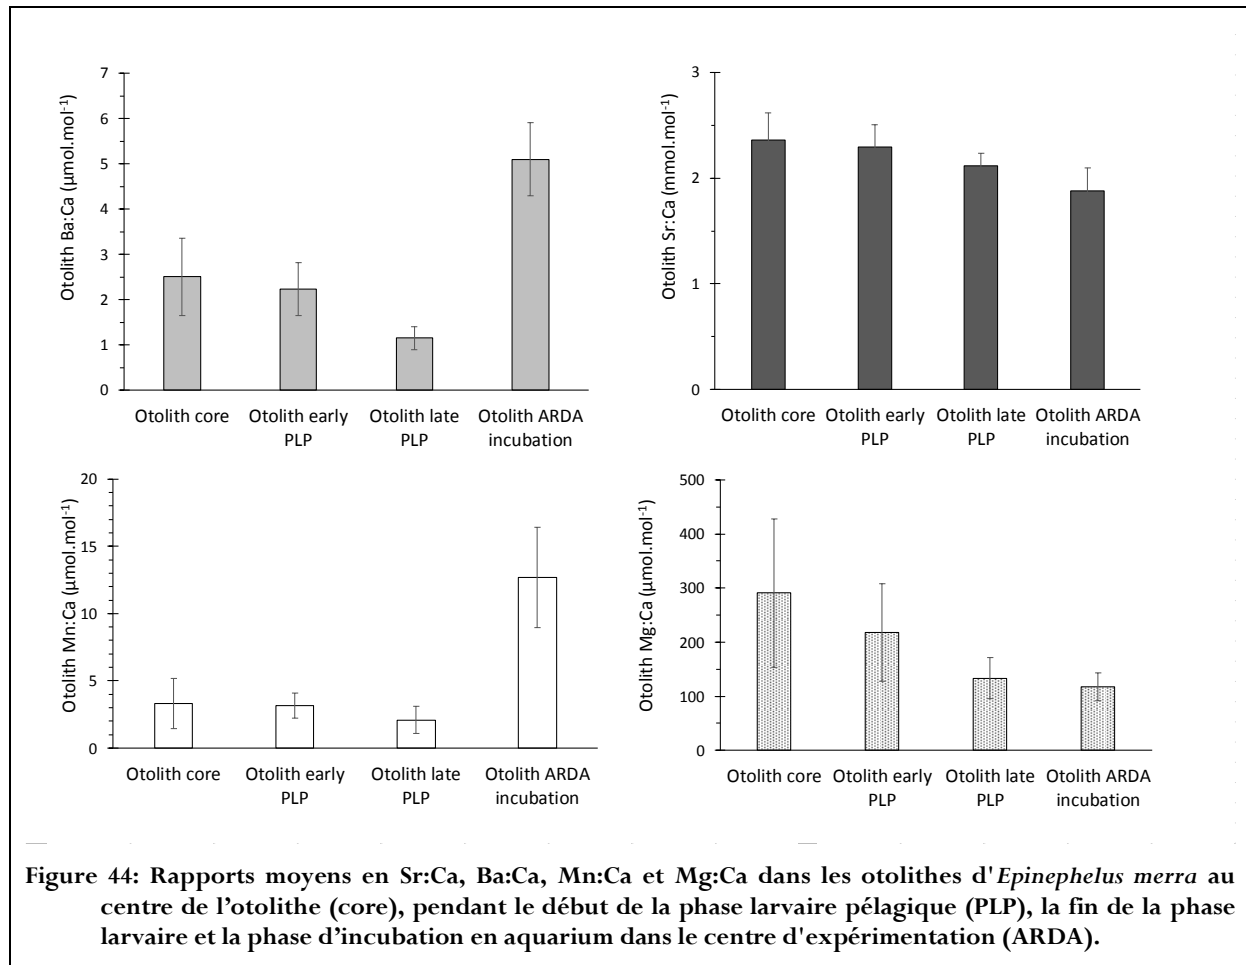 7
6
5
4
3
2
1
0
Otolith Ba:Ca (µmol.mol⁻¹)
Otolith core
Otolith early PLP
Otolith late PLP
Otolith ARDA incubation
3
2
1
0
Otolith Sr:Ca (mmol.mol⁻¹)
Otolith core
Otolith early PLP
Otolith late PLP
Otolith ARDA incubation
20
15
10
5
0
Otolith Mn:Ca (µmol.mol⁻¹)
Otolith core
Otolith early PLP
Otolith late PLP
Otolith ARDA incubation
500
400
300
200
100
0
Otolith Mg:Ca (µmol.mol⁻¹)
Otolith core
Otolith early PLP
Otolith late PLP
Otolith ARDA incubation
Figure 44: Rapports moyens en Sr:Ca, Ba:Ca, Mn:Ca et Mg:Ca dans les otolithes d'Epinephelus merra au
centre de l’otolithe (core), pendant le début de la phase larvaire pélagique (PLP), la fin de la phase
larvaire et la phase d’incubation en aquarium dans le centre d'expérimentation (ARDA).